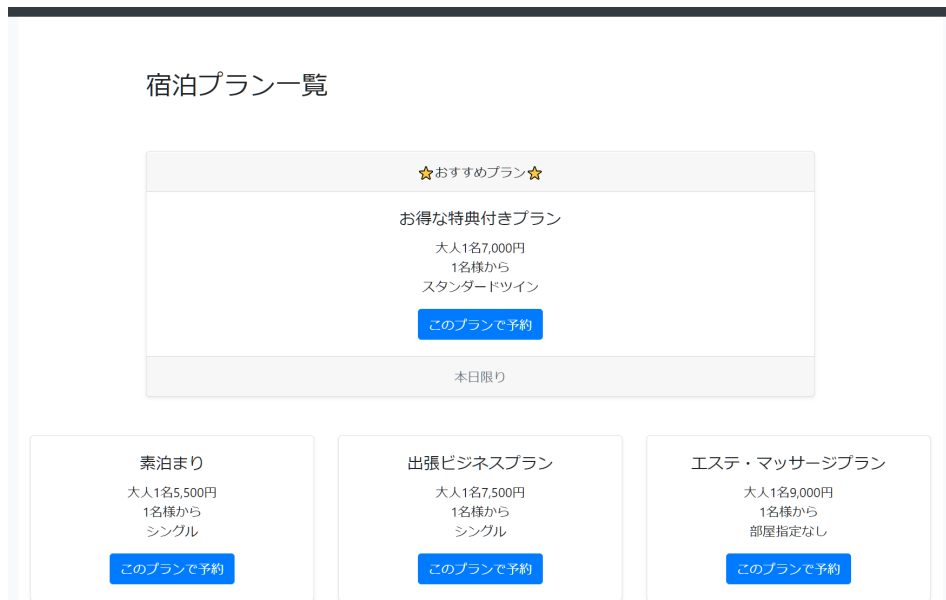 宿泊プラン一覧
⭐おすすめプラン⭐
お得な特典付きプラン
大人1名7,000円
1名様から
スタンダードツイン
このプランで予約
本日限り
素泊まり
大人1名5,500円
1名様から
シングル
このプランで予約
出張ビジネスプラン
大人1名7,500円
1名様から
シングル
このプランで予約
エステ・マッサージプラン
大人1名9,000円
1名様から
部屋指定なし
このプランで予約